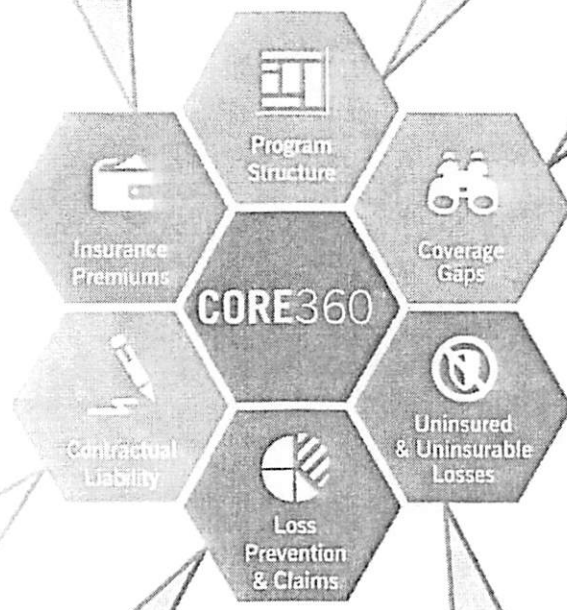 Program
Structure
Insurance
Premiums
Coverage
Gaps
CORE360
Contractual
Liability
Uninsured
& Uninsurable
Losses
Loss
Prevention
& Claims